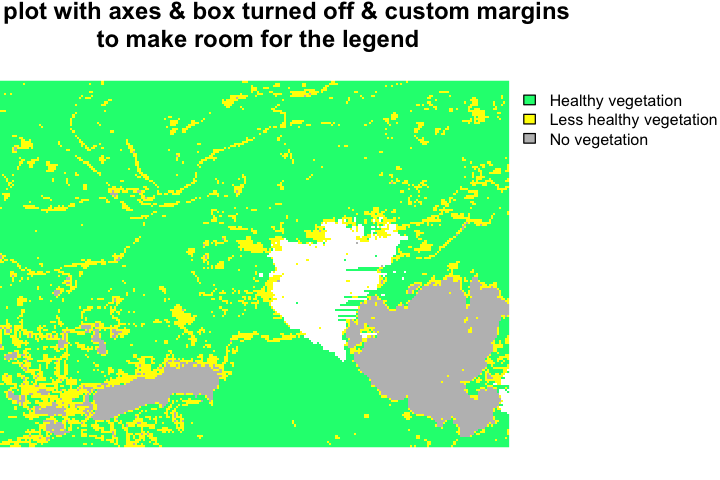 plot with axes & box turned off & custom margins
to make room for the legend
Healthy vegetation
Less healthy vegetation
No vegetation